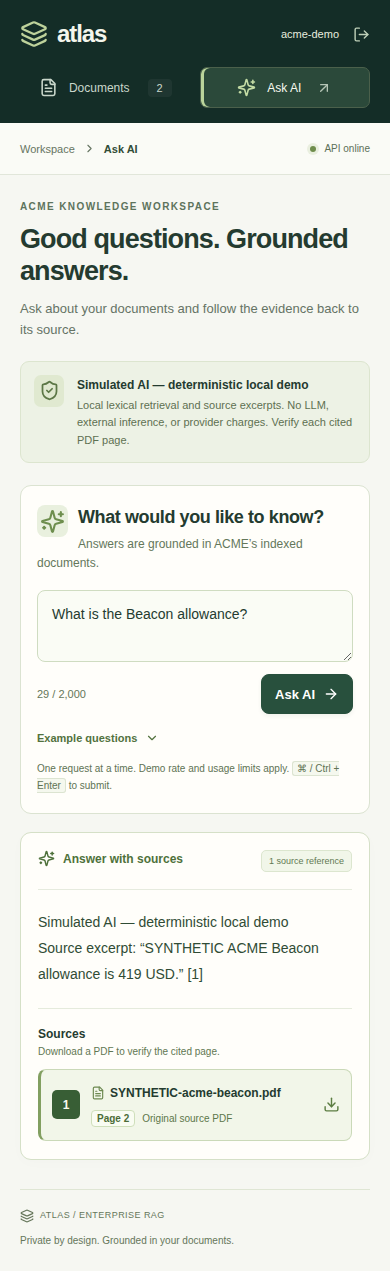 atlas
acme-demo
Documents 2
Ask AI
Workspace > Ask AI
API online
ACME KNOWLEDGE WORKSPACE
Good questions. Grounded
answers.
Ask about your documents and follow the evidence back to
its source.
Simulated AI — deterministic local demo
Local lexical retrieval and source excerpts. No LLM,
external inference, or provider charges. Verify each cited
PDF page.
What would you like to know?
Answers are grounded in ACME's indexed
documents.
What is the Beacon allowance?
29 / 2,000
Ask AI
Example questions
One request at a time. Demo rate and usage limits apply. ⌘ / Ctrl +
Enter to submit.
Answer with sources
1 source reference
Simulated AI — deterministic local demo
Source excerpt: “SYNTHETIC ACME Beacon
allowance is 419 USD.” [1]
Sources
Download a PDF to verify the cited page.
1
SYNTHETIC-acme-beacon.pdf
Page 2 Original source PDF
ATLAS / ENTERPRISE RAG
Private by design. Grounded in your documents.